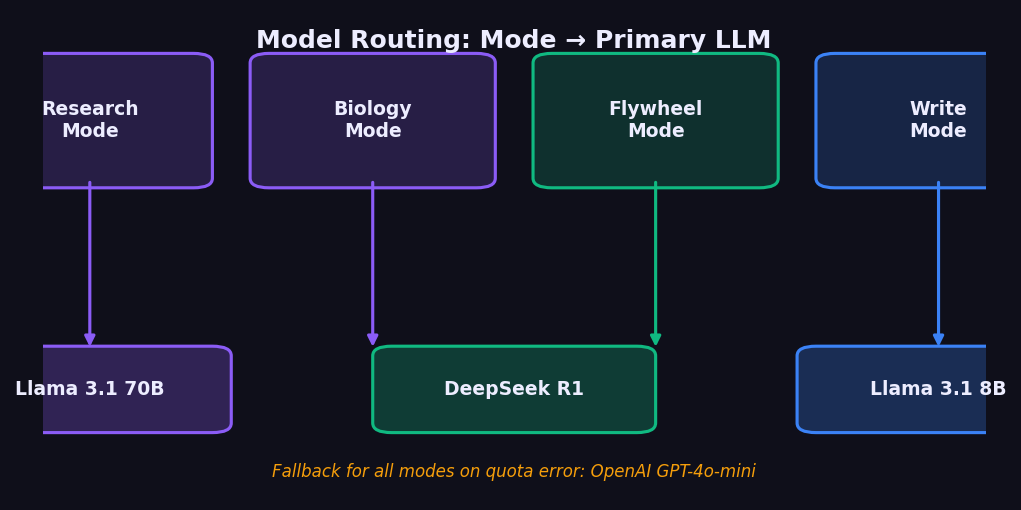 Model Routing: Mode → Primary LLM
Research
Mode
Biology
Mode
Flywheel
Mode
Write
Mode
Llama 3.1 70B
DeepSeek R1
Llama 3.1 8B
Fallback for all modes on quota error: OpenAI GPT-4o-mini